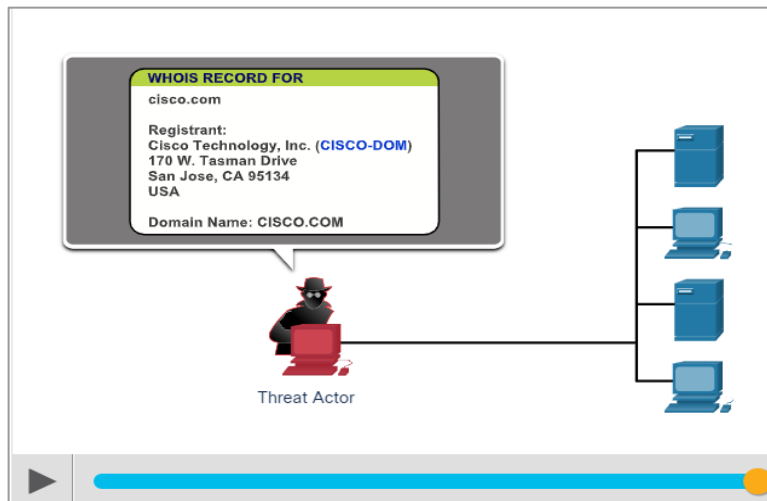 WHOIS RECORD FOR
cisco.com
Registrant:
Cisco Technology, Inc. (CISCO-DOM)
170 W. Tasman Drive
San Jose, CA 95134
USA
Domain Name: CISCO.COM
Threat Actor